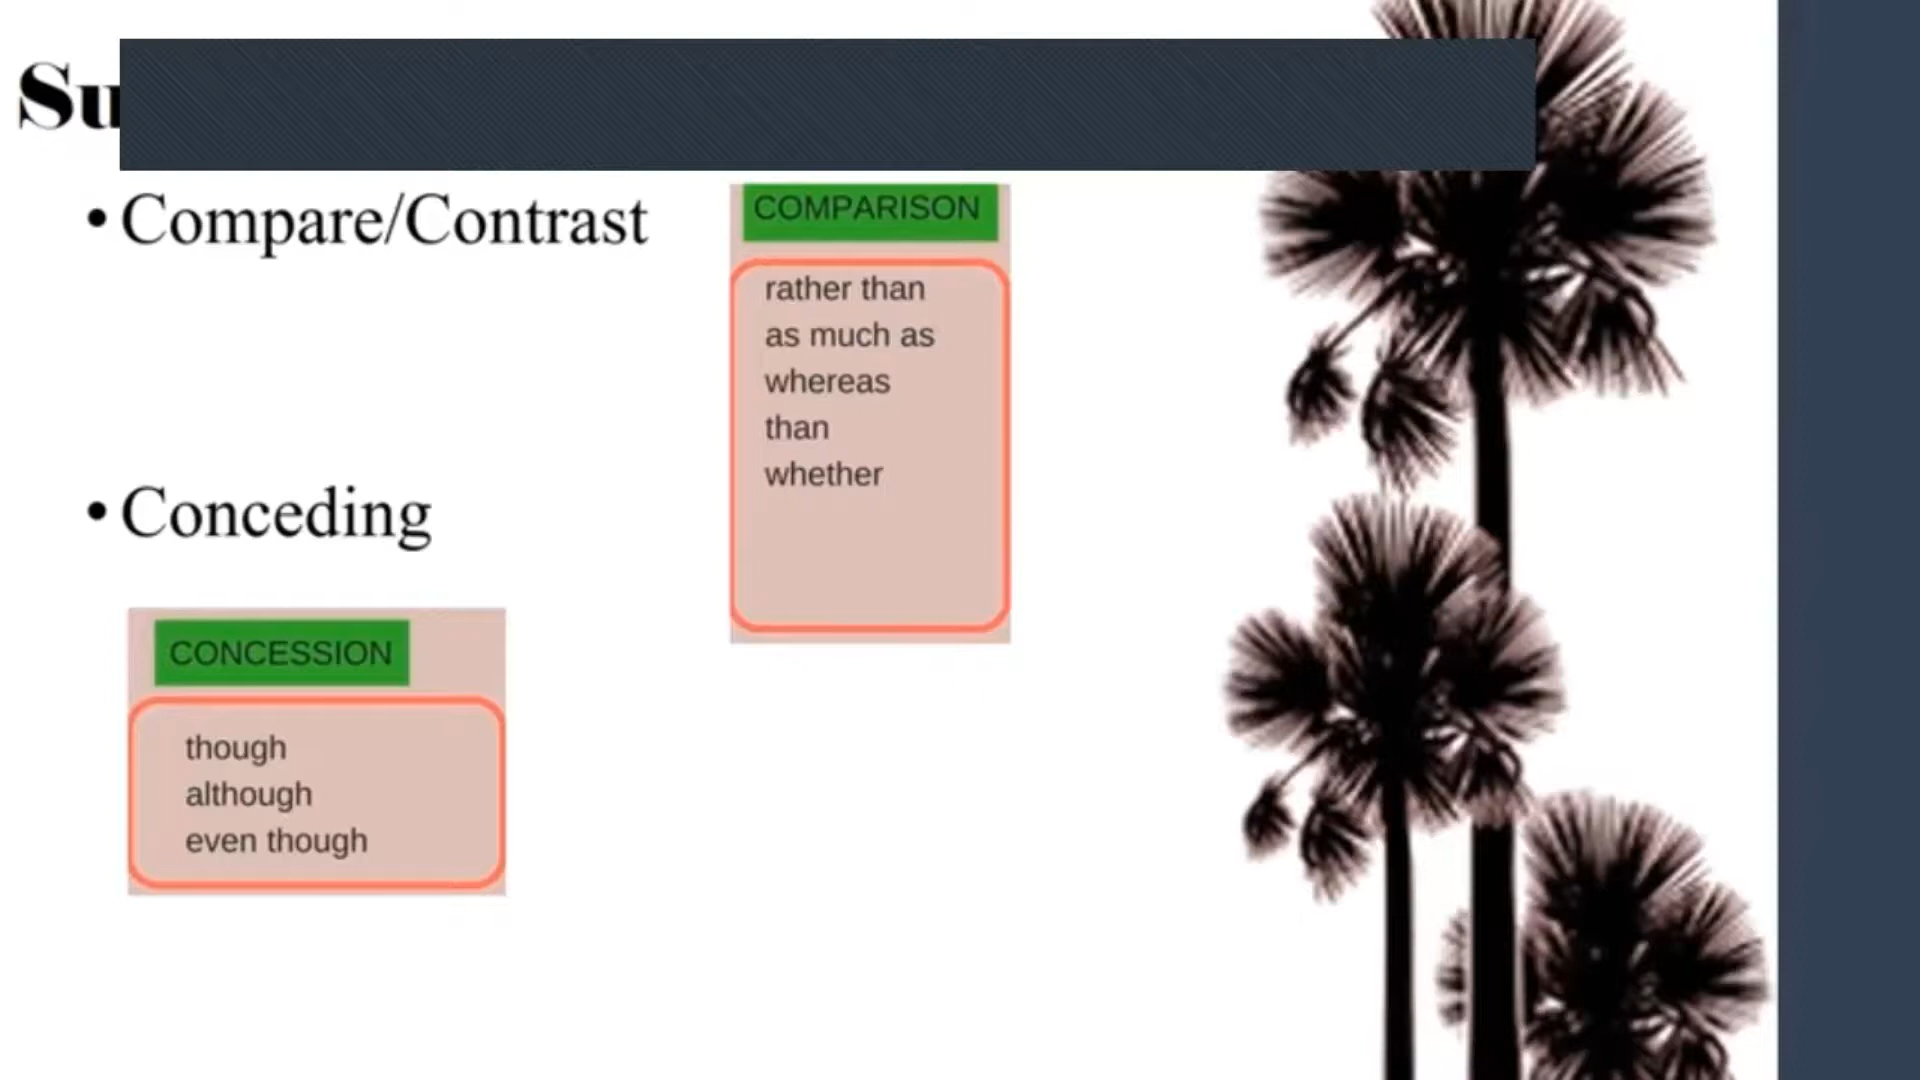 Su
• Compare/Contrast
COMPARISON
rather than
as much as
whereas
than
whether
• Conceding
CONCESSION
though
although
even though